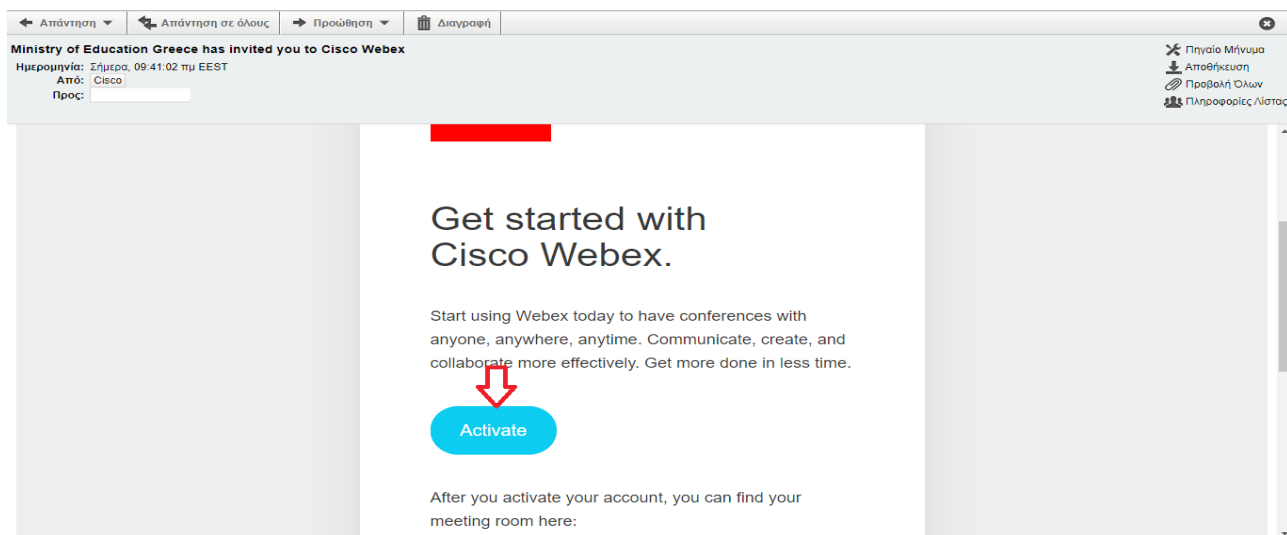 Απάντηση Απάντηση σε όλους Προώθηση Διαγραφή
Ministry of Education Greece has invited you to Cisco Webex
Ημερομηνία: Σήμερα, 09:41:02 πμ EEST
Από: Cisco
Προς:
Πηγαίο Μήνυμα
Αποθήκευση
Προβολή Όλων
Πληροφορίες Λίστας
Get started with
Cisco Webex.
Start using Webex today to have conferences with
anyone, anywhere, anytime. Communicate, create, and
collaborate more effectively. Get more done in less time.
Activate
After you activate your account, you can find your
meeting room here: